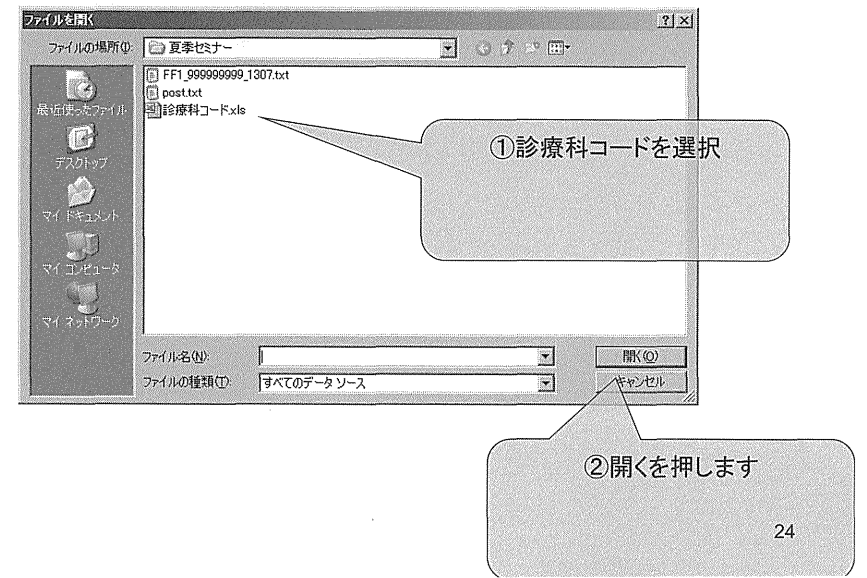 ファイルを開く
ファイルの場所(I):
夏季セミナー
FF1_999999999_1307.txt
post.txt
診療科コード.xls
最近使ったファイル
デスクトップ
マイ ドキュメント
マイ コンピュータ
マイ ネットワーク
①診療科コードを選択
ファイル名(N):
開く(O)
ファイルの種類(T):
すべてのデータ ソース
キャンセル
②開くを押します
24